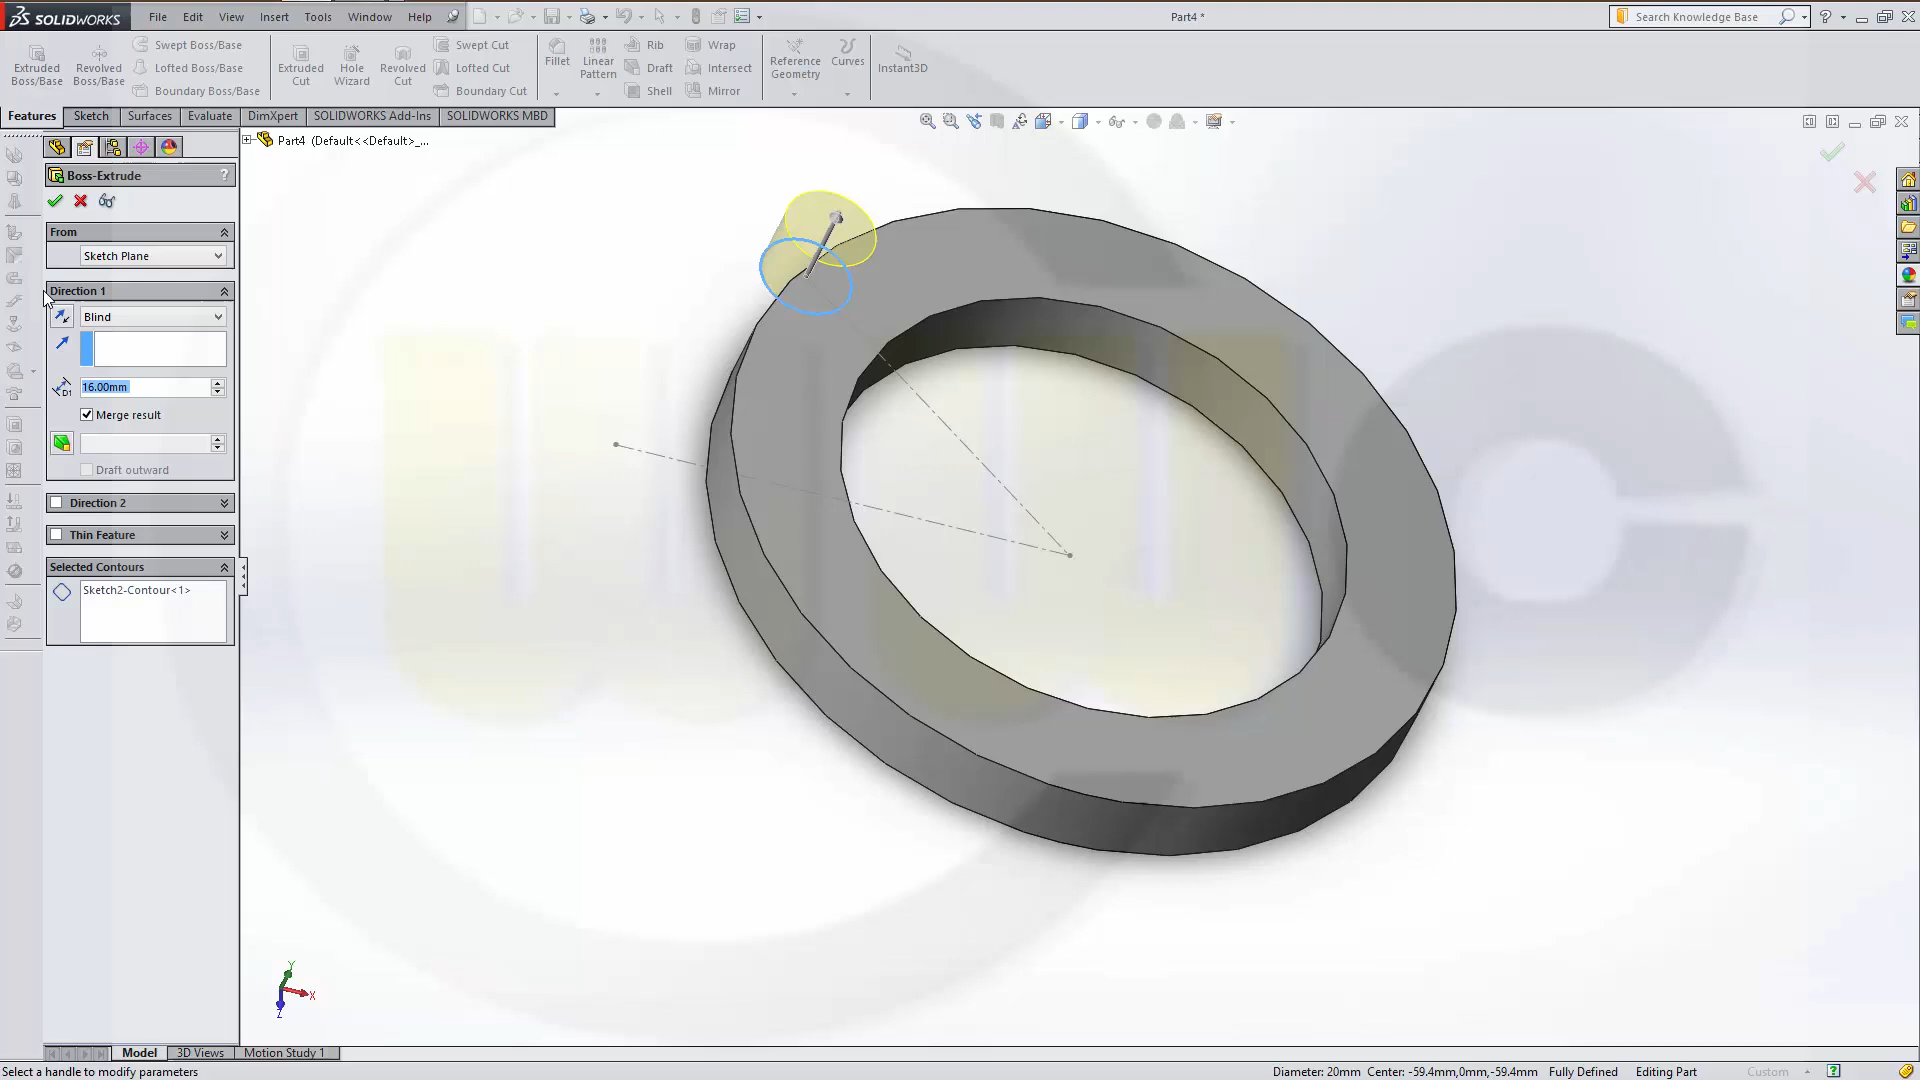 SOLIDWORKS File Edit View Insert Tools Window Help Part4 * Search Knowledge Base
Extruded Boss/Base
Revolved Boss/Base
Swept Boss/Base
Lofted Boss/Base
Boundary Boss/Base
Extruded Cut
Hole Wizard
Revolved Cut
Swept Cut
Lofted Cut
Boundary Cut
Fillet
Linear Pattern
Rib
Draft
Shell
Wrap
Intersect
Mirror
Reference Geometry
Curves
Instant3D
Features Sketch Surfaces Evaluate DimXpert SOLIDWORKS Add-Ins SOLIDWORKS MBD
Part4 (Default<<Default>_...
Boss-Extrude ?
From
Sketch Plane
Direction 1
Blind
D1 16.00mm
Merge result
Draft outward
Direction 2
Thin Feature
Selected Contours
Sketch2-Contour<1>
Y
X
Z
Model 3D Views Motion Study 1
Select a handle to modify parameters Diameter: 20mm Center: -59.4mm,0mm,-59.4mm Fully Defined Editing Part Custom